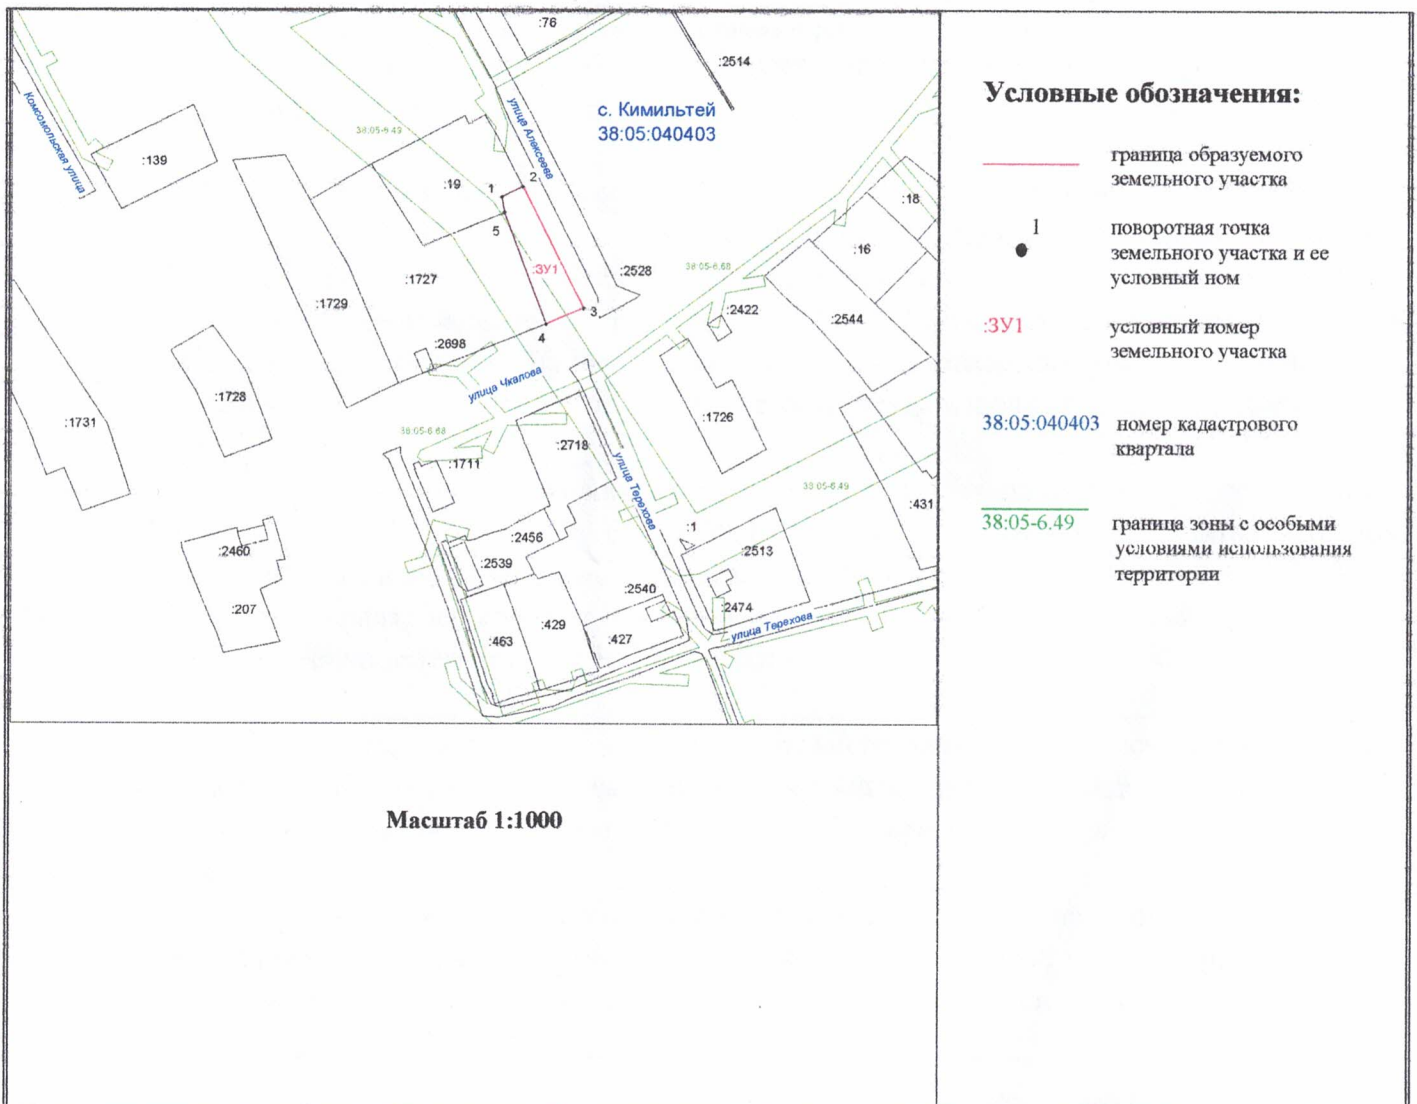 :76
:2514
Комсомольская улица
улица Алексеева
с. Кимильтей
38:05:040403
38:05-6.49
:139
:19
1
2
5
:18
:16
:ЗУ1
:2528
38:05-6.68
:1727
:1729
3
4
:2422
:2544
:2698
улица Чкалова
:1728
:1731
:1726
38:05-6.68
:1711
:2718
улица Терехова
38:05-6.49
:431
:1
:2456
:2460
:2539
:2513
:2540
:207
:429
:463
:427
:2474
улица Терехова
Масштаб 1:1000
Условные обозначения:
граница образуемого
земельного участка
1
поворотная точка
земельного участка и ее
условный ном
:ЗУ1 условный номер
земельного участка
38:05:040403 номер кадастрового
квартала
38:05-6.49 граница зоны с особыми
условиями использования
территории